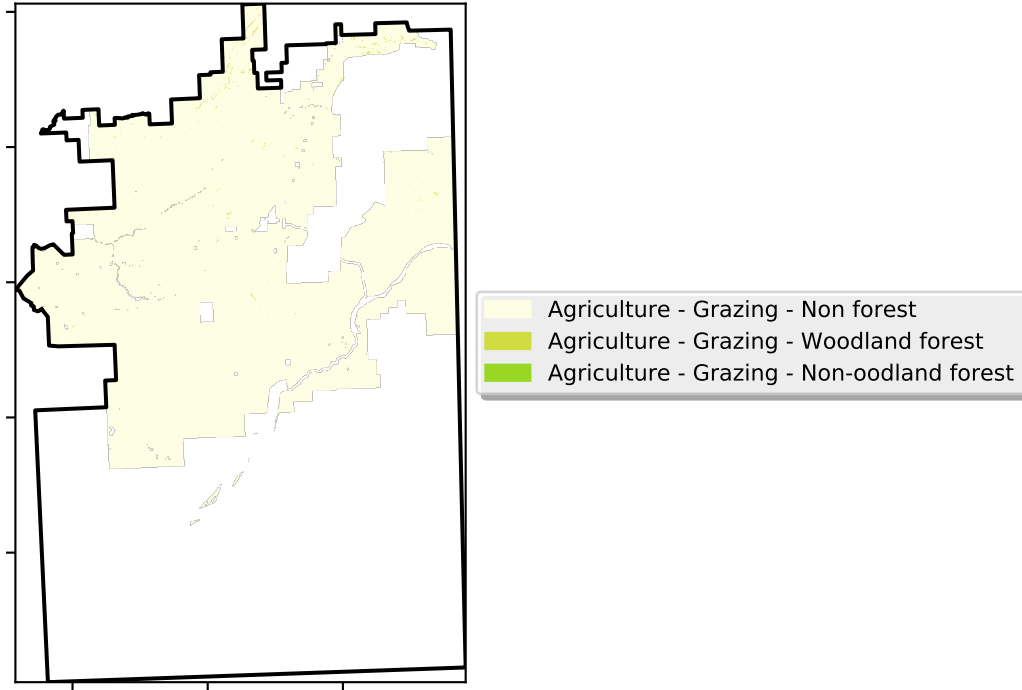 Agriculture - Grazing - Non forest
Agriculture - Grazing - Woodland forest
Agriculture - Grazing - Non-oodland forest